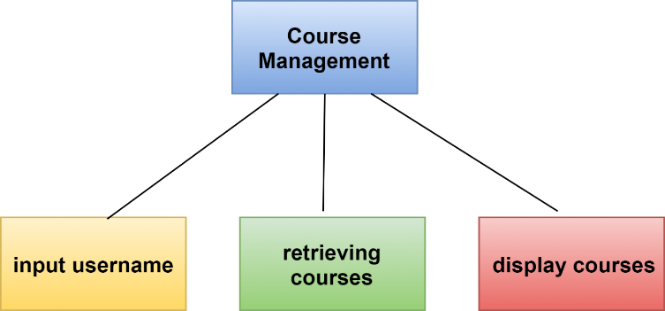 Course
Management
input username
retrieving
courses
display courses